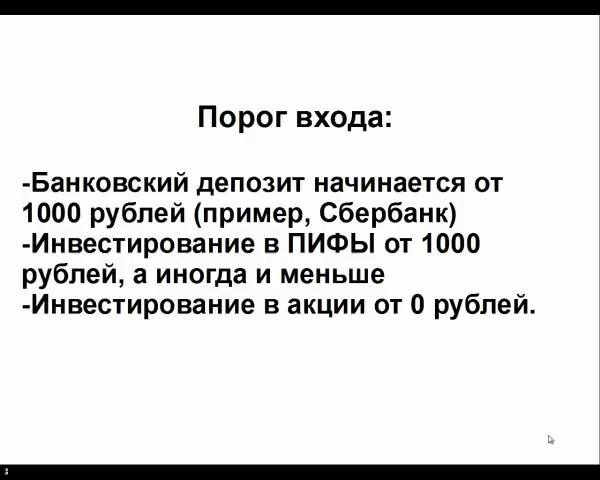 Порог входа:
-Банковский депозит начинается от
1000 рублей (пример, Сбербанк)
-Инвестирование в ПИФЫ от 1000
рублей, а иногда и меньше
-Инвестирование в акции от 0 рублей.